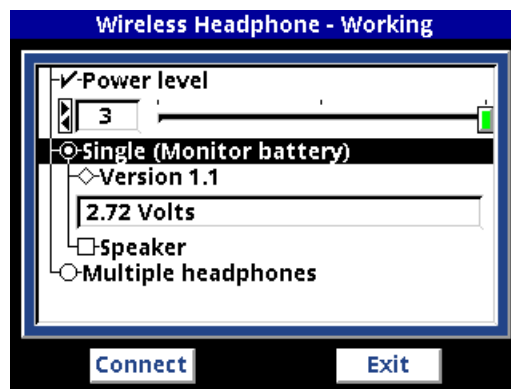 Wireless Headphone - Working
Power level
3
Single (Monitor battery)
Version 1.1
2.72 Volts
Speaker
Multiple headphones
Connect Exit